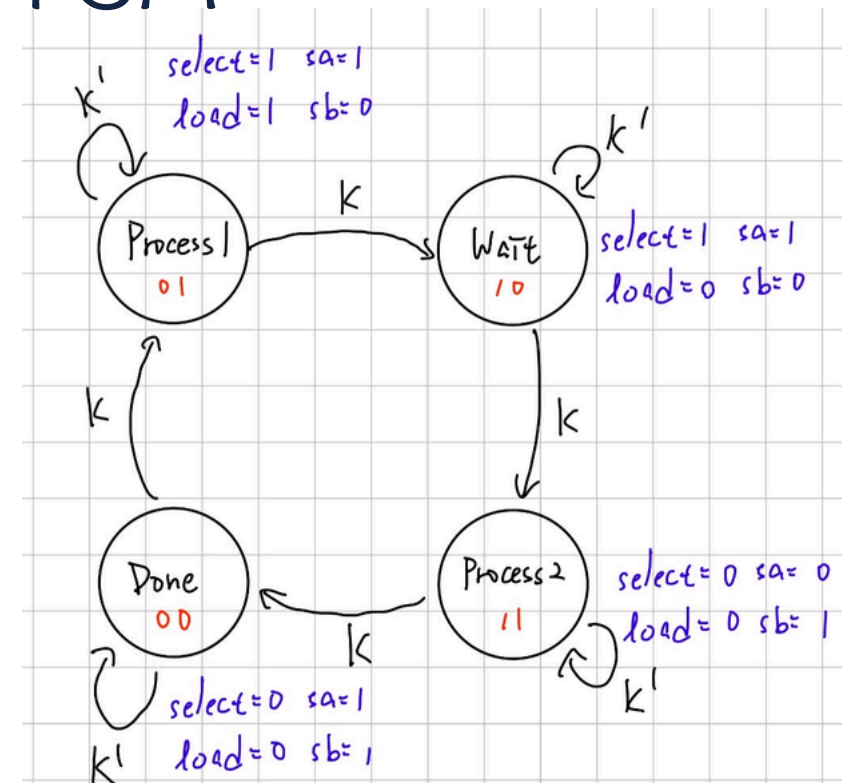 select=1 sa=1
load=1 sb=0
k'
k'
k
Process1
01
Wait
10
select=1 sa=1
load=0 sb=0
k
k
Done
00
Process2
11
select=0 sa=0
load=0 sb=1
k
k'
select=0 sa=1
load=0 sb=1
k'